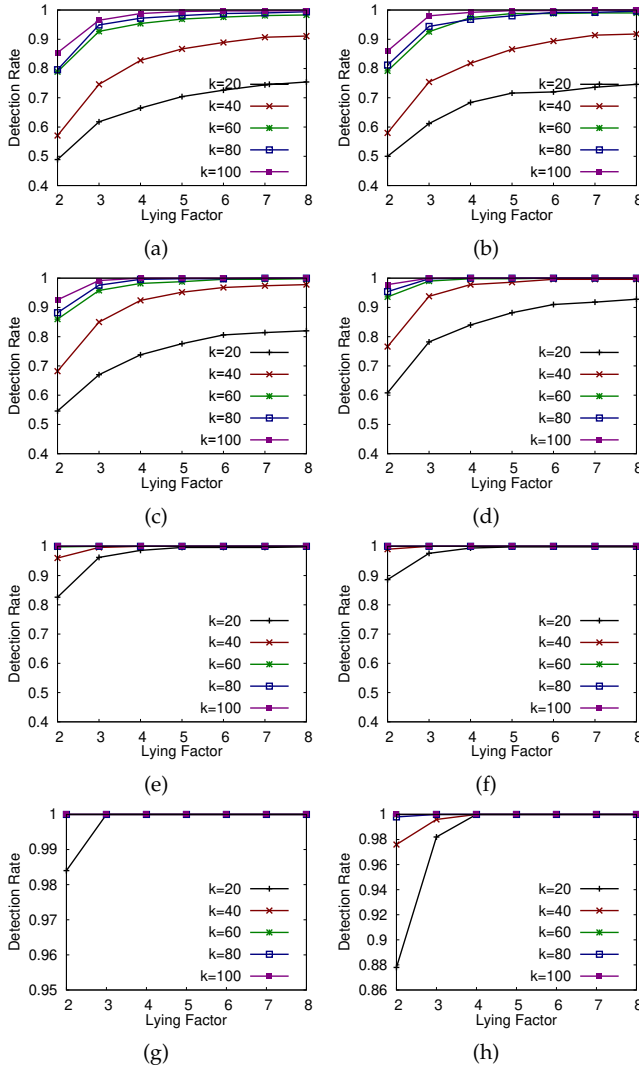 1
0.9
0.8
0.7
0.6
0.5
0.4
Detection Rate
k=20
k=40
k=60
k=80
k=100
2 3 4 5 6 7 8
Lying Factor
(a)
1
0.9
0.8
0.7
0.6
0.5
0.4
Detection Rate
k=20
k=40
k=60
k=80
k=100
2 3 4 5 6 7 8
Lying Factor
(b)
1
0.9
0.8
0.7
0.6
0.5
0.4
Detection Rate
k=20
k=40
k=60
k=80
k=100
2 3 4 5 6 7 8
Lying Factor
(c)
1
0.9
0.8
0.7
0.6
0.5
0.4
Detection Rate
k=20
k=40
k=60
k=80
k=100
2 3 4 5 6 7 8
Lying Factor
(d)
1
0.9
0.8
0.7
0.6
0.5
0.4
Detection Rate
k=20
k=40
k=60
k=80
k=100
2 3 4 5 6 7 8
Lying Factor
(e)
1
0.9
0.8
0.7
0.6
0.5
0.4
Detection Rate
k=20
k=40
k=60
k=80
k=100
2 3 4 5 6 7 8
Lying Factor
(f)
1
0.99
0.98
0.97
0.96
0.95
Detection Rate
k=20
k=40
k=60
k=80
k=100
2 3 4 5 6 7 8
Lying Factor
(g)
1
0.98
0.96
0.94
0.92
0.9
0.88
0.86
Detection Rate
k=20
k=40
k=60
k=80
k=100
2 3 4 5 6 7 8
Lying Factor
(h)